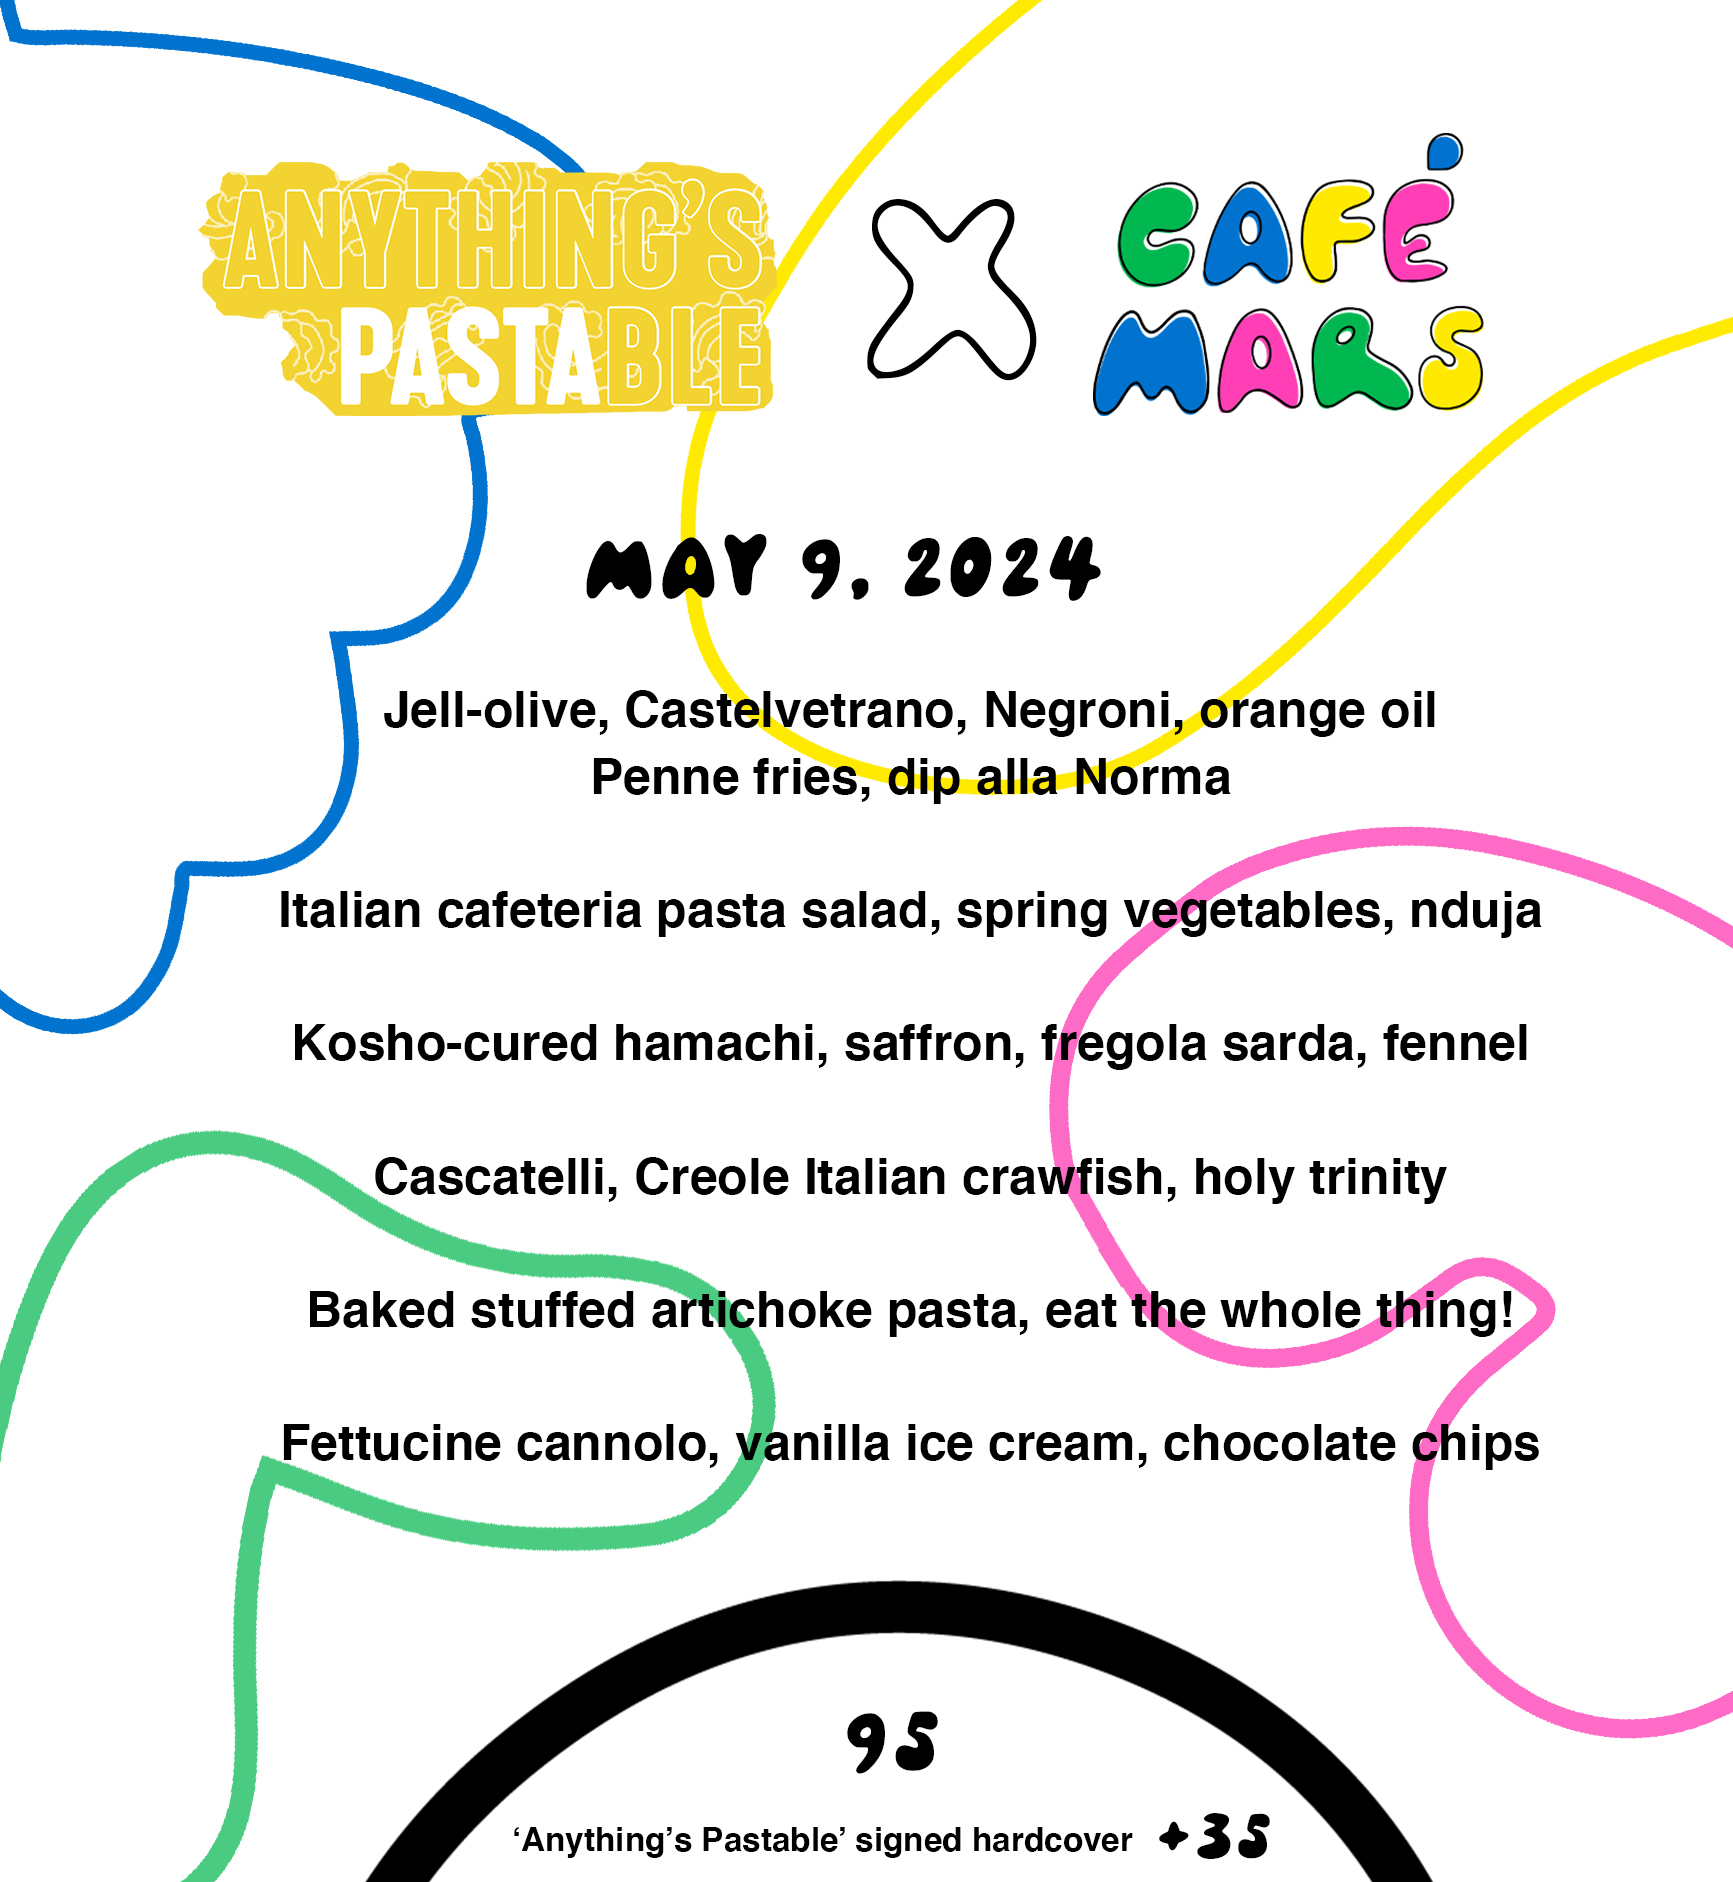 ANYTHING'S
PASTABLE
CAFÉ
MARS
MAY 9, 2024
Jell-olive, Castelvetrano, Negroni, orange oil
Penne fries, dip alla Norma
Italian cafeteria pasta salad, spring vegetables, nduja
Kosho-cured hamachi, saffron, fregola sarda, fennel
Cascatelli, Creole Italian crawfish, holy trinity
Baked stuffed artichoke pasta, eat the whole thing!
Fettucine cannolo, vanilla ice cream, chocolate chips
95
‘Anything’s Pastable’ signed hardcover +35